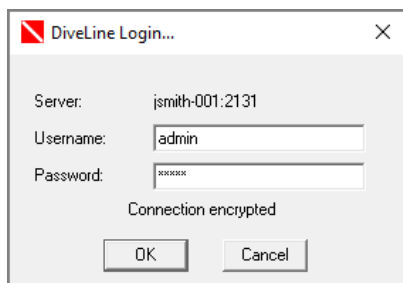 DiveLine Login...
Server: jsmith-001:2131
Username: admin
Password: *****
Connection encrypted
OK Cancel